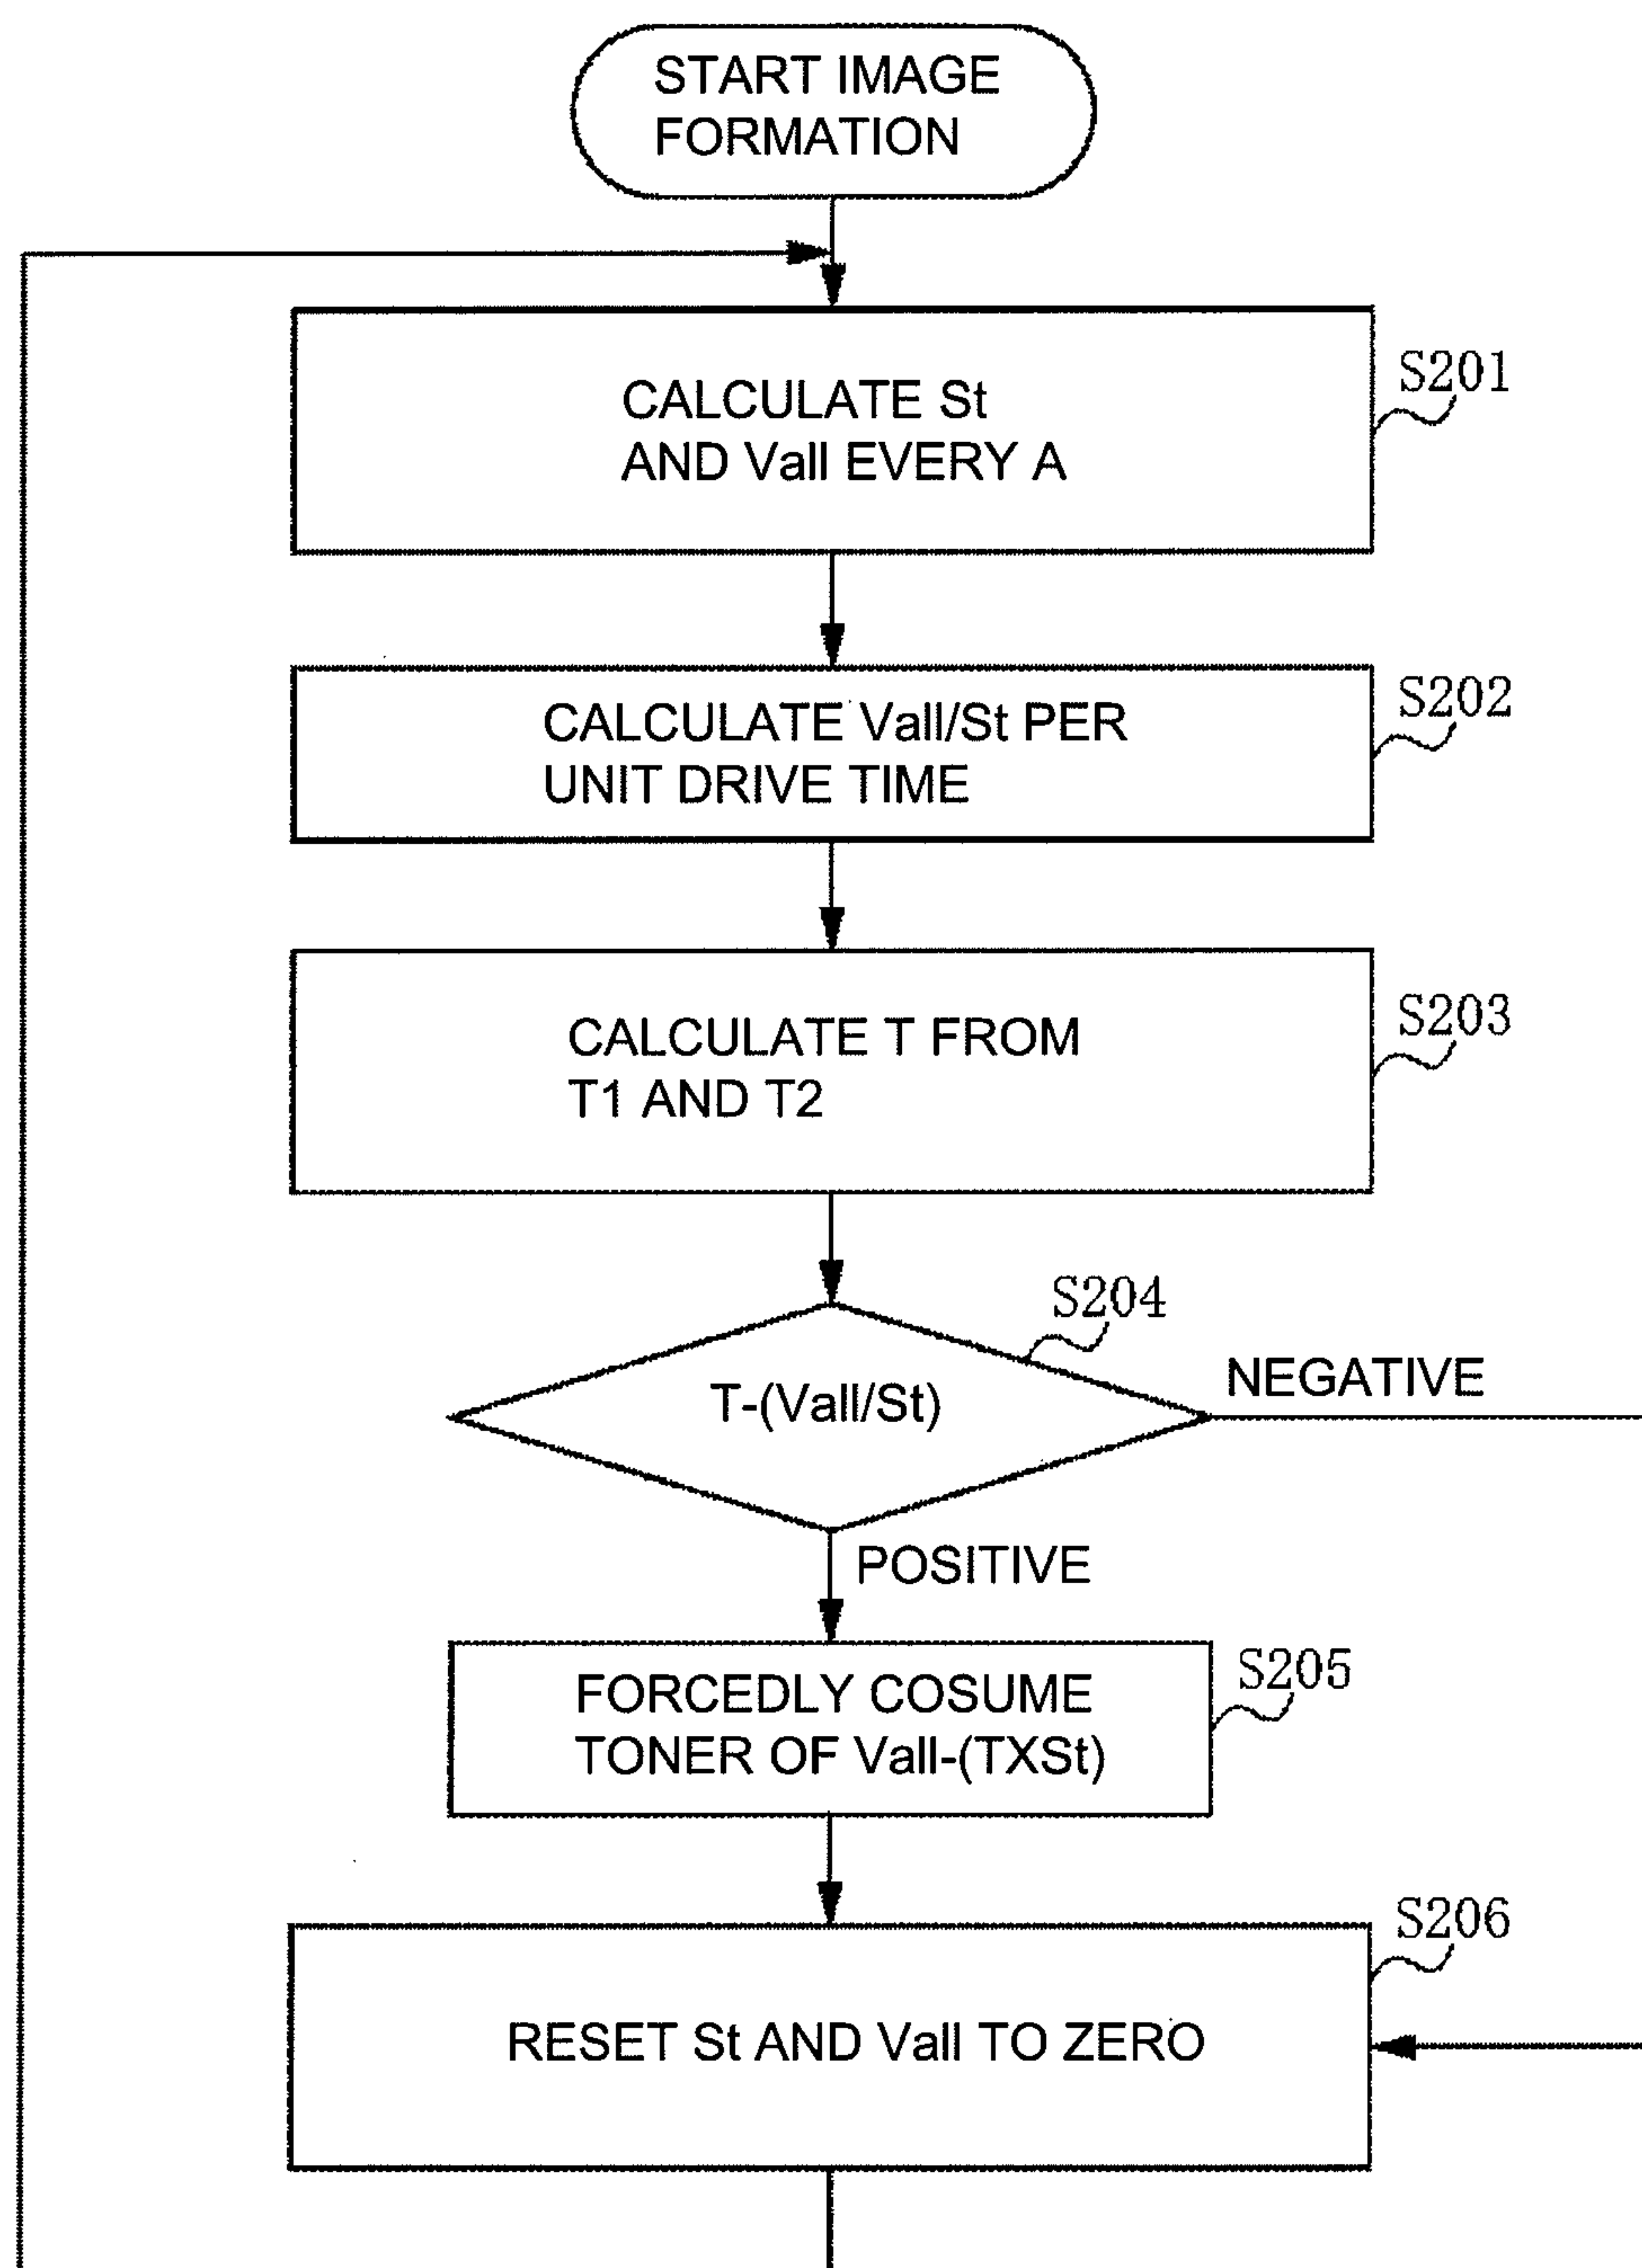 START IMAGE
FORMATION
CALCULATE St
AND Vall EVERY A
S201
CALCULATE Vall/St PER
UNIT DRIVE TIME
S202
CALCULATE T FROM
T1 AND T2
S203
S204
T-(Vall/St)
NEGATIVE
POSITIVE
FORCEDLY COSUME
TONER OF Vall-(TXSt)
S205
S206
RESET St AND Vall TO ZERO